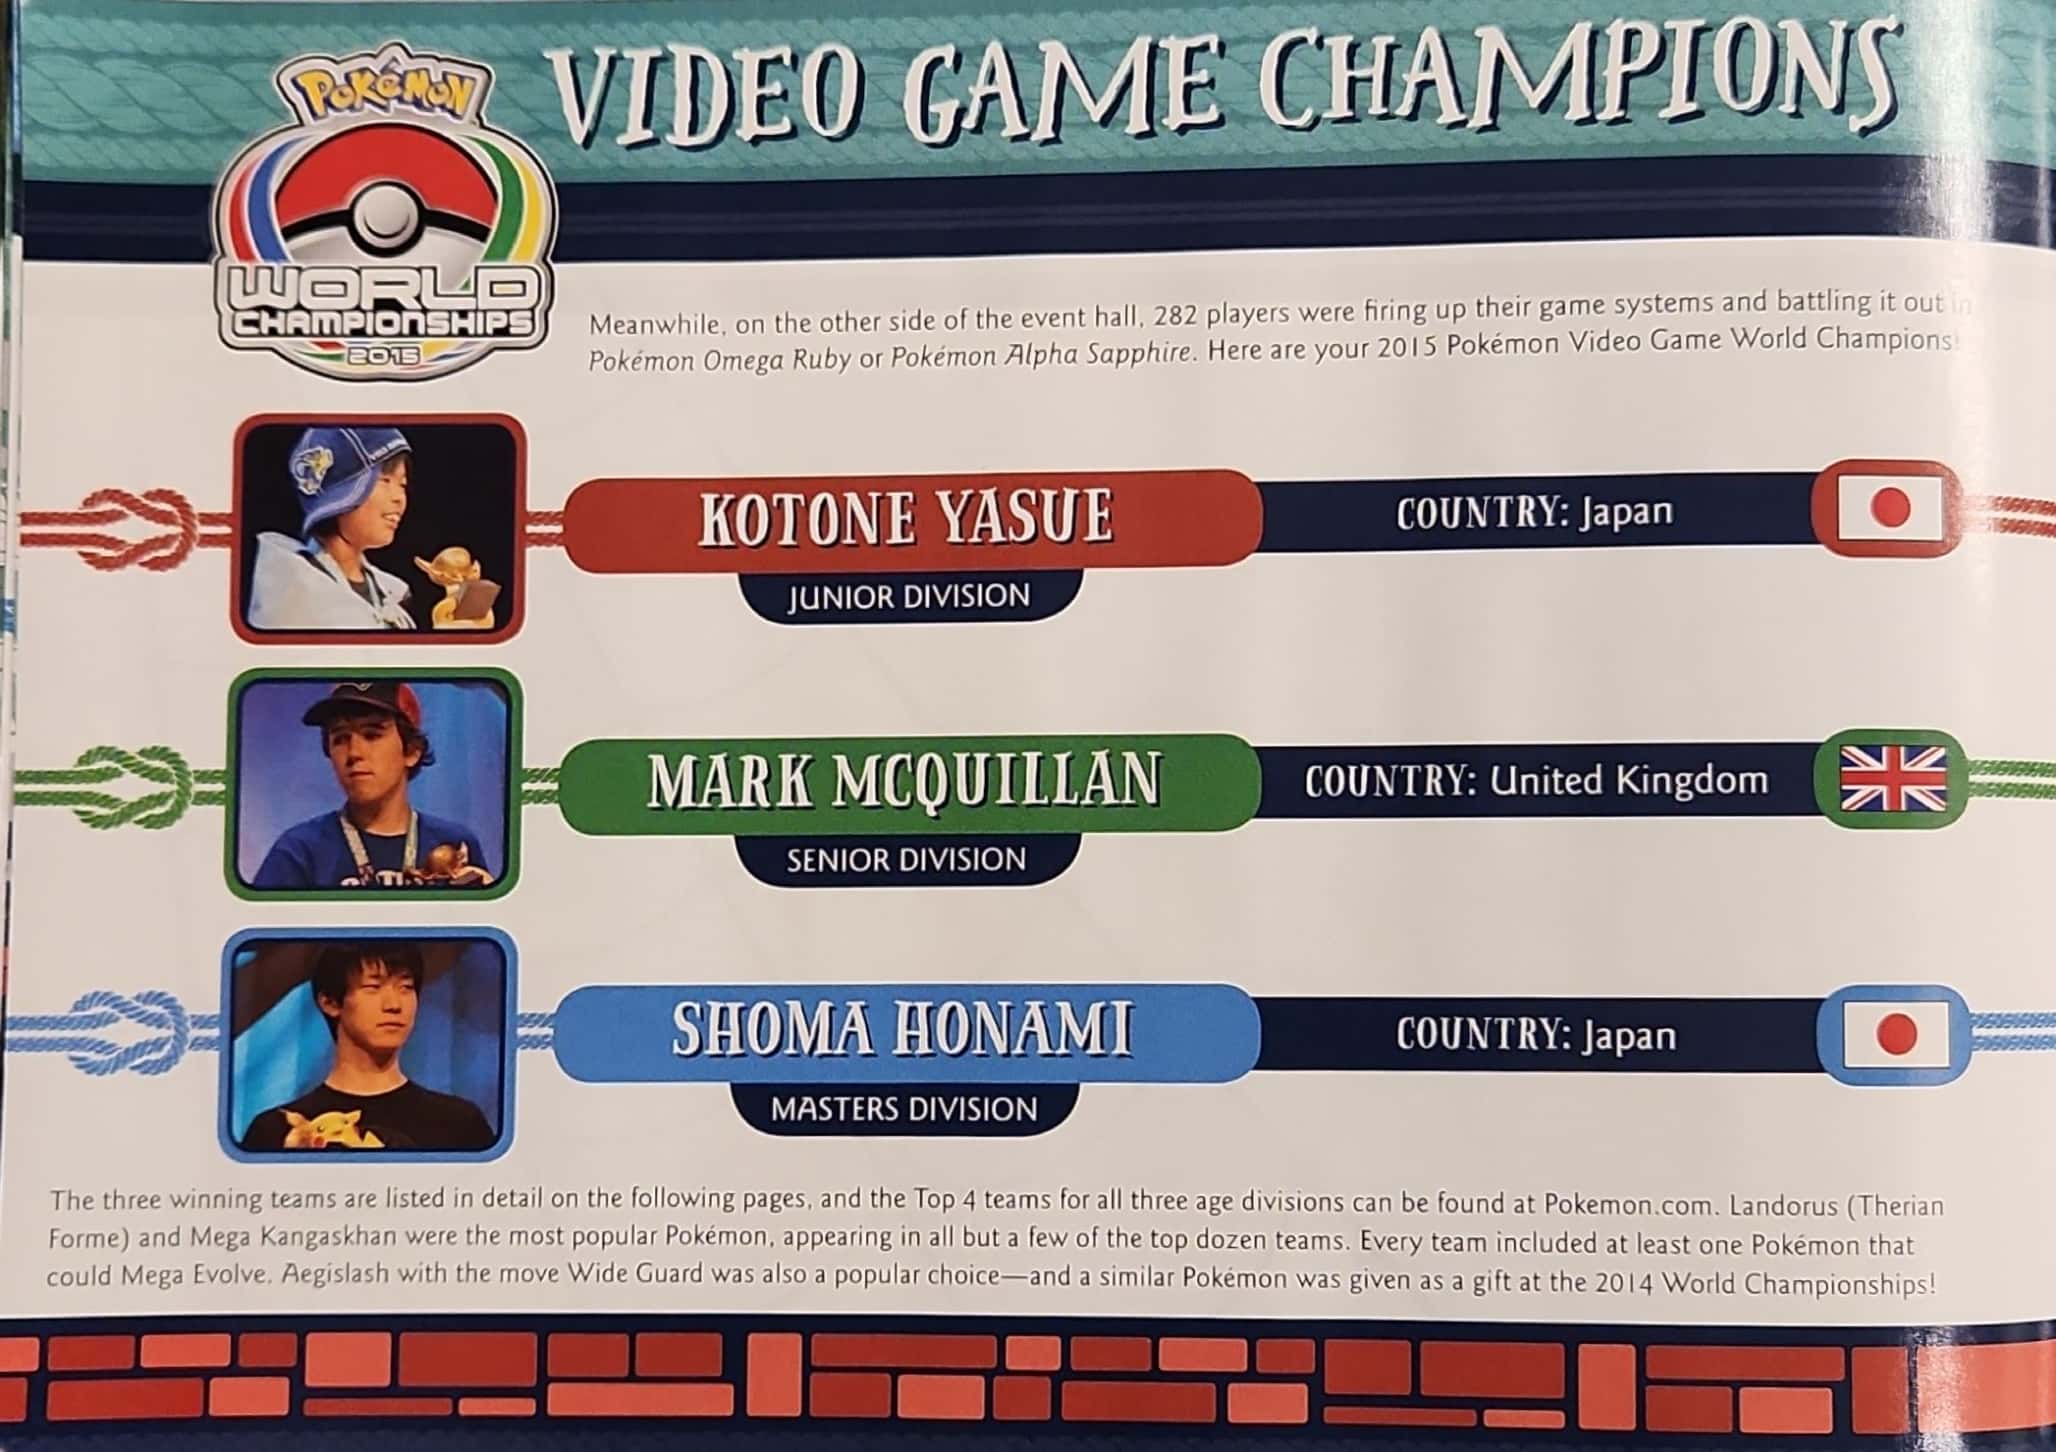 VIDEO GAME CHAMPIONS
Pokémon
WORLD
CHAMPIONSHIPS
2015
Meanwhile, on the other side of the event hall, 282 players were firing up their game systems and battling it out in
Pokémon Omega Ruby or Pokémon Alpha Sapphire. Here are your 2015 Pokémon Video Game World Champions!
KOTONE YASUE
COUNTRY: Japan
JUNIOR DIVISION
MARK MCQUILLAN
COUNTRY: United Kingdom
SENIOR DIVISION
SHOMA HONAMI
COUNTRY: Japan
MASTERS DIVISION
The three winning teams are listed in detail on the following pages, and the Top 4 teams for all three age divisions can be found at Pokemon.com. Landorus (Therian
Forme) and Mega Kangaskhan were the most popular Pokémon, appearing in all but a few of the top dozen teams. Every team included at least one Pokémon that
could Mega Evolve. Aegislash with the move Wide Guard was also a popular choice—and a similar Pokémon was given as a gift at the 2014 World Championships!